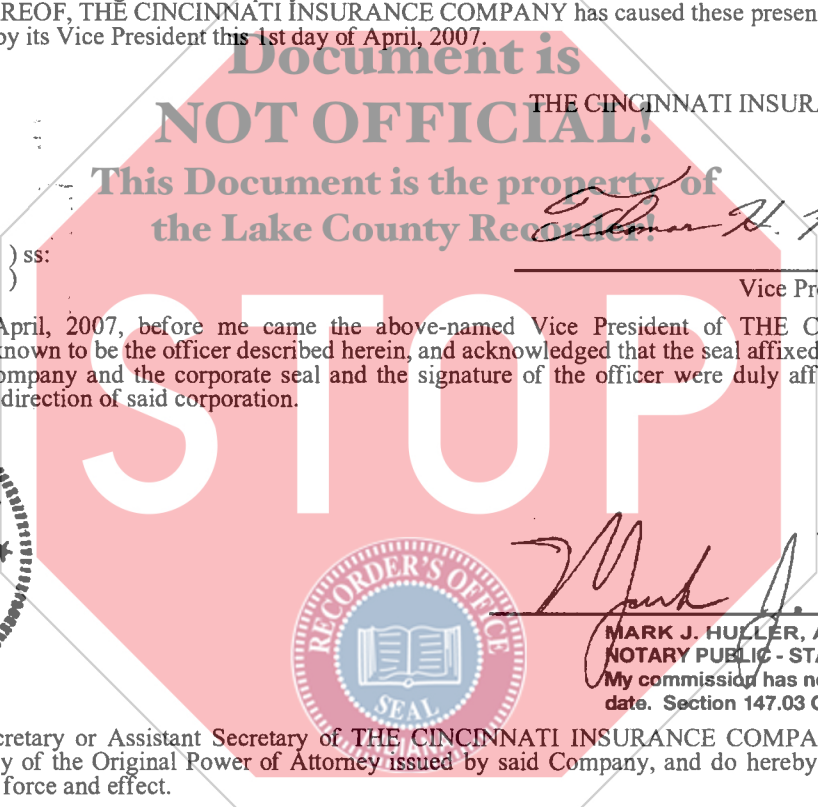 REOF, THE CINCINNATI INSURANCE COMPANY has caused these presen
by its Vice President this 1st day of April, 2007.
Document is
NOT OFFICIAL!
THE CINCINNATI INSURA
This Document is the property of
the Lake County Recorder!
) ss:
)
Vice Pre
April, 2007, before me came the above-named Vice President of THE C
known to be the officer described herein, and acknowledged that the seal affixed
ompany and the corporate seal and the signature of the officer were duly aff
direction of said corporation.
STOP
RECORDER'S OFFICE
SEAL
Mark J.
MARK J. HULLER, A
NOTARY PUBLIC - STA
My commission has no
date. Section 147.03 O
cretary or Assistant Secretary of THE CINCINNATI INSURANCE COMPA
y of the Original Power of Attorney issued by said Company, and do hereby
force and effect.